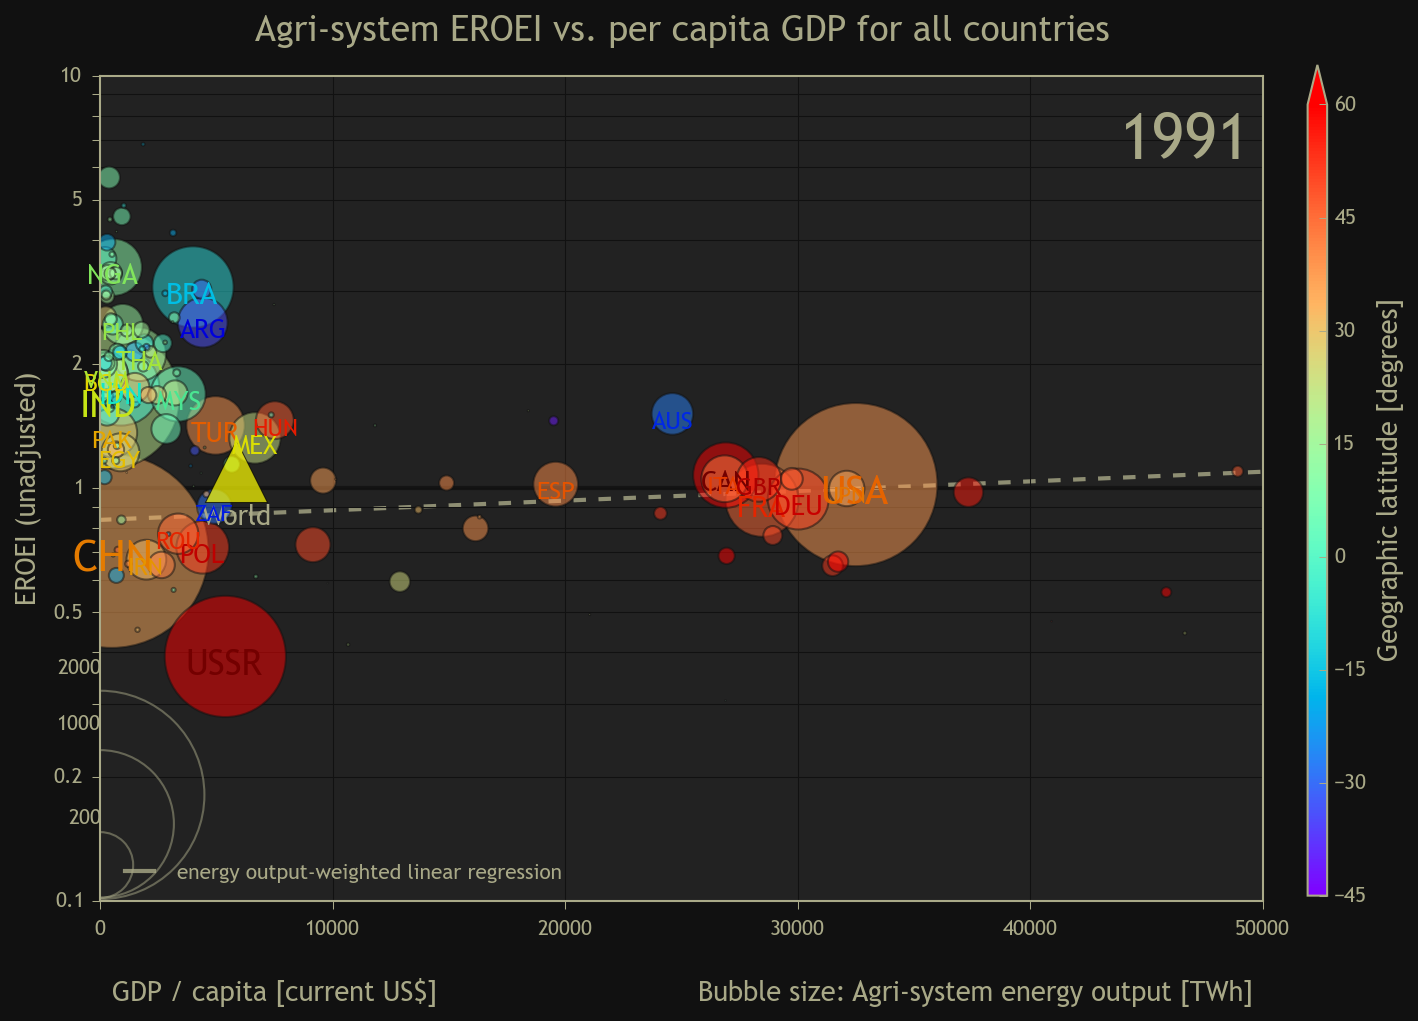 Agri-system EROEI vs. per capita GDP for all countries
1991
10
5
2
1
0.5
0.2
0.1
2000
1000
200
EROEI (unadjusted)
NGA
BRA
ARG
PHL
THA
IND
MYS
TUR
MEX
HUN
PAK
EGY
AUS
ESP
CAN
GBR
FRA
DEU
USA
World
ZAF
ROU
POL
CHN
USSR
energy output-weighted linear regression
0
10000
20000
30000
40000
50000
GDP / capita [current US$]
Bubble size: Agri-system energy output [TWh]
60
45
30
15
0
−15
−30
−45
Geographic latitude [degrees]